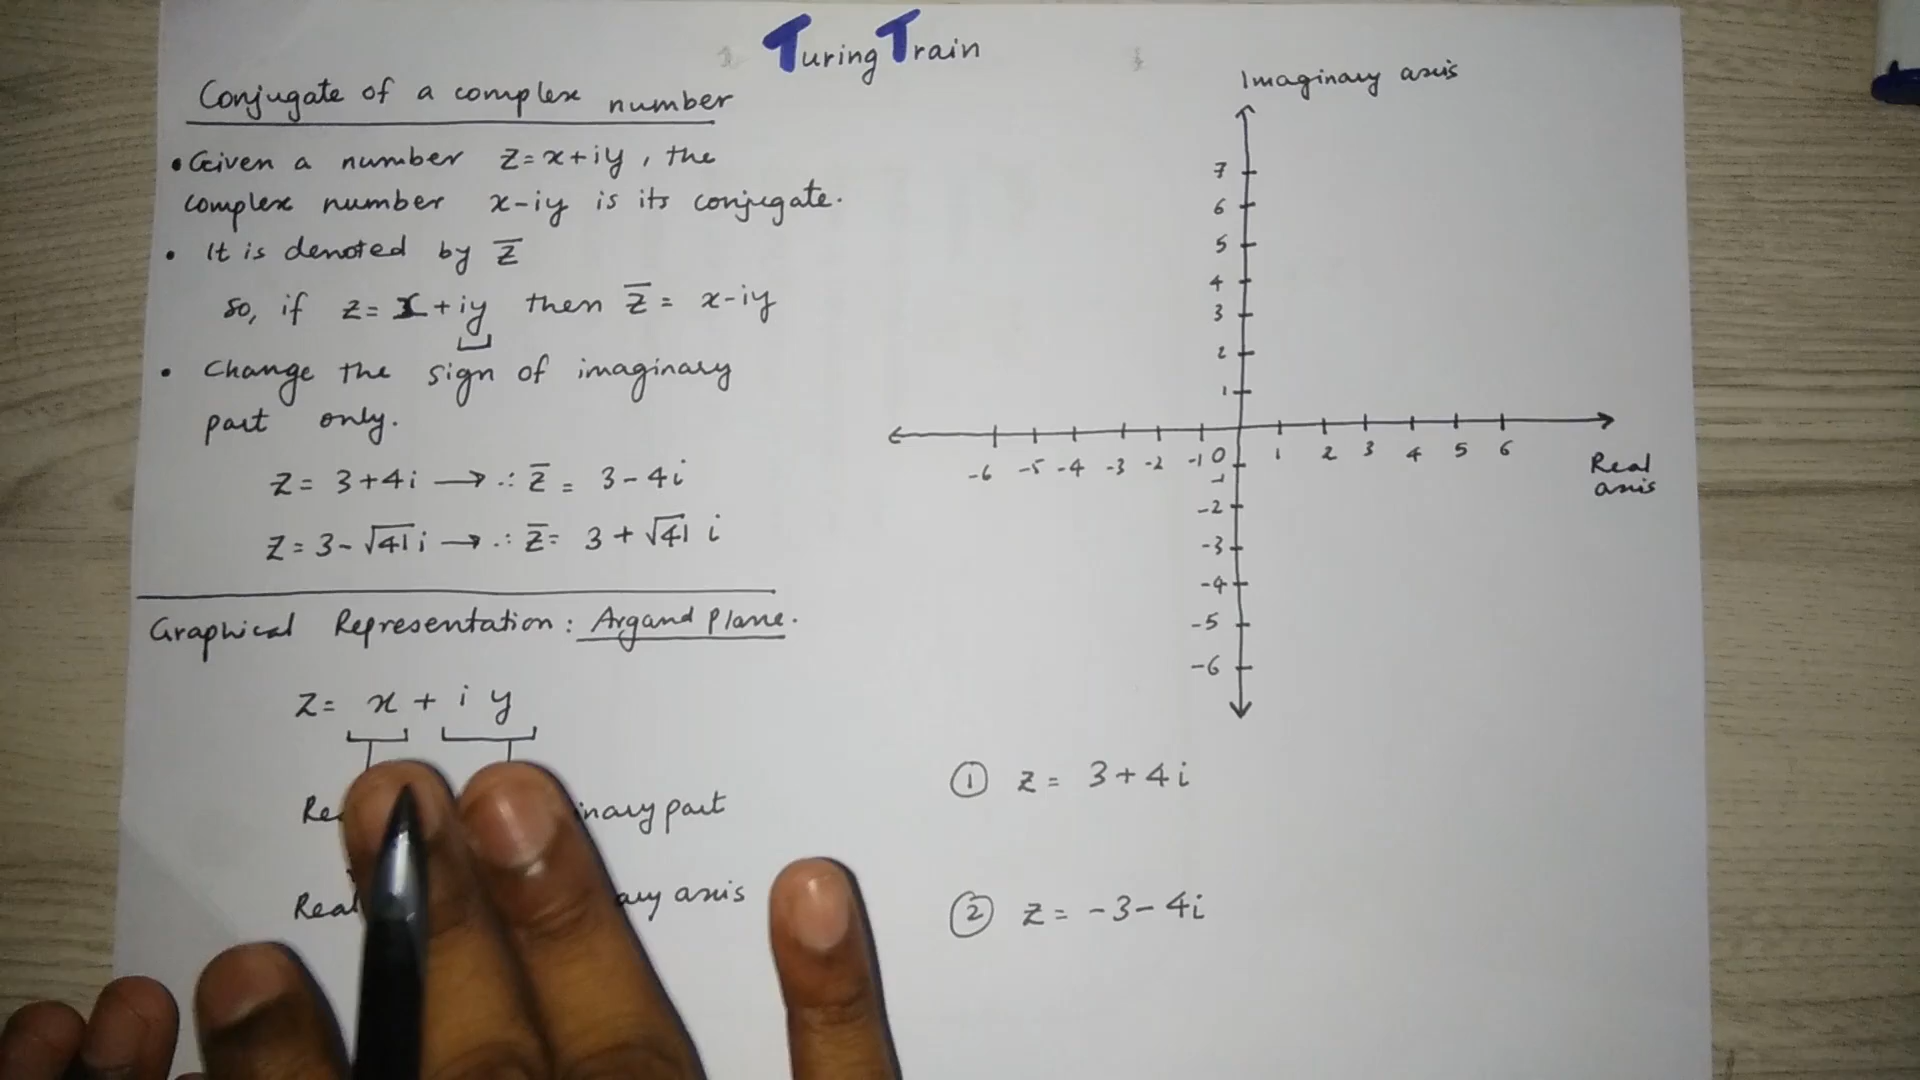 Turing Train
Conjugate of a complex number
• Given a number z = x+iy, the
complex number x-iy is its conjugate.
• It is denoted by z̅
so, if z = x+iy then z̅ = x-iy
• Change the sign of imaginary
part only.
z = 3+4i → ∴ z̅ = 3-4i
z = 3-√41 i → ∴ z̅ = 3+√41 i
Graphical Representation: Argand Plane.
z = x + i y
part
Real axis
Imaginary axis
7
6
5
4
3
2
1
-6 -5 -4 -3 -2 -1 0 1 2 3 4 5 6
Real
axis
-1
-2
-3
-4
-5
-6
① z = 3+4i
② z = -3-4i